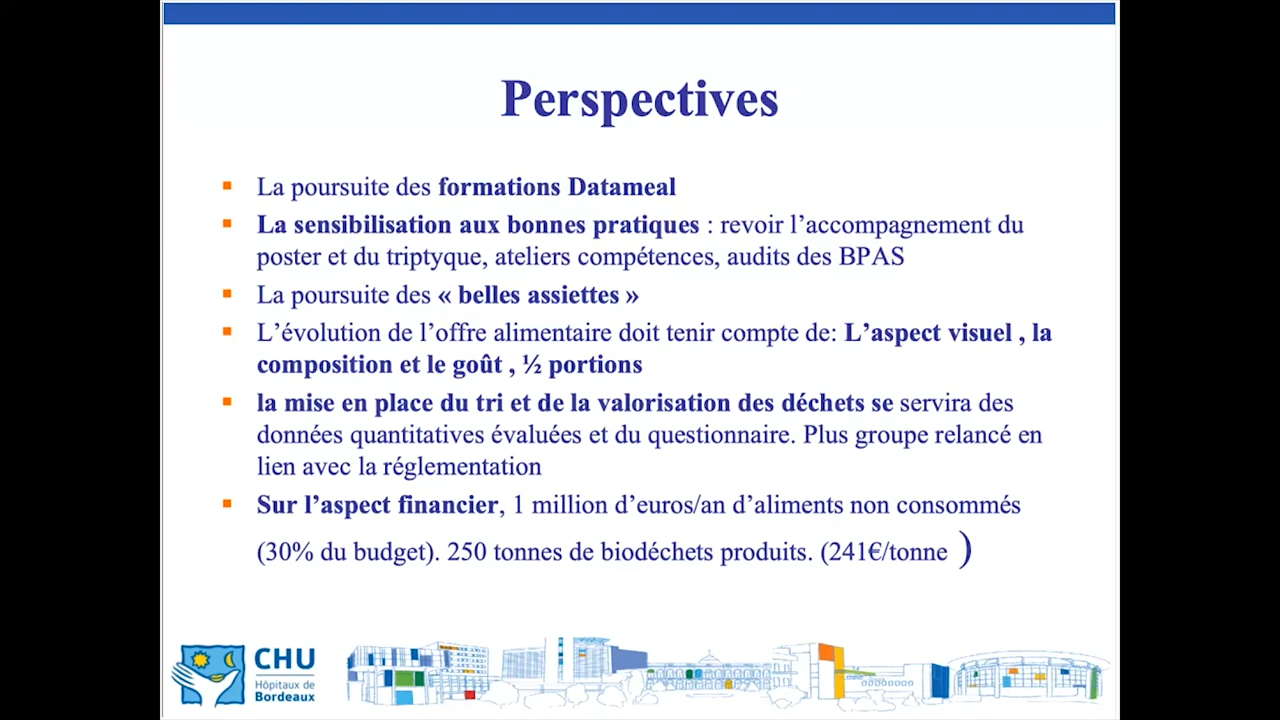 Perspectives
La poursuite des formations Datameal
La sensibilisation aux bonnes pratiques : revoir l’accompagnement du
poster et du triptyque, ateliers compétences, audits des BPAS
La poursuite des « belles assiettes »
L’évolution de l’offre alimentaire doit tenir compte de: L’aspect visuel , la
composition et le goût , ½ portions
la mise en place du tri et de la valorisation des déchets se servira des
données quantitatives évaluées et du questionnaire. Plus groupe relancé en
lien avec la réglementation
Sur l’aspect financier, 1 million d’euros/an d’aliments non consommés
(30% du budget). 250 tonnes de biodéchets produits. (241€/tonne )
CHU
Hôpitaux de
Bordeaux